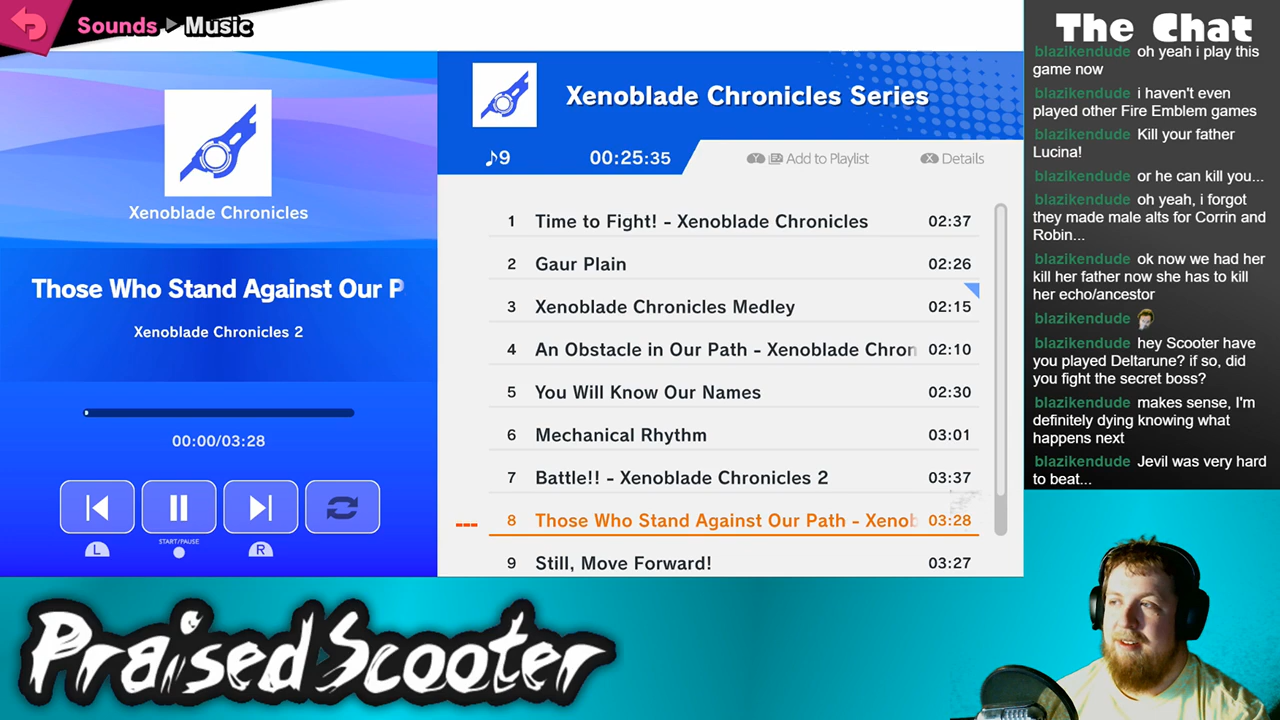 Sounds ▶ Music
Xenoblade Chronicles
Those Who Stand Against Our P
Xenoblade Chronicles 2
00:00/03:28
L
START/PAUSE
R
Xenoblade Chronicles Series
♪9
00:25:35
Y Add to Playlist
X Details
1 Time to Fight! - Xenoblade Chronicles 02:37
2 Gaur Plain 02:26
3 Xenoblade Chronicles Medley 02:15
4 An Obstacle in Our Path - Xenoblade Chron 02:10
5 You Will Know Our Names 02:30
6 Mechanical Rhythm 03:01
7 Battle!! - Xenoblade Chronicles 2 03:37
8 Those Who Stand Against Our Path - Xenob 03:28
9 Still, Move Forward! 03:27
The Chat
blazikendude oh yeah i play this
game now
blazikendude i haven't even
played other Fire Emblem games
blazikendude Kill your father
Lucina!
blazikendude or he can kill you...
blazikendude oh yeah, i forgot
they made male alts for Corrin and
Robin...
blazikendude ok now we had her
kill her father now she has to kill
her echo/ancestor
blazikendude
blazikendude hey Scooter have
you played Deltarune? if so, did
you fight the secret boss?
blazikendude makes sense, I'm
definitely dying knowing what
happens next
blazikendude Jevil was very hard
to beat...
PraisedScooter